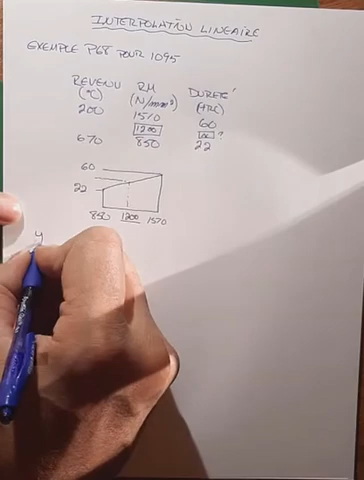 INTERPOLATION LINEAIRE
EXEMPLE P68 POUR 1095
REVENU RM DURETÉ
(°C) (N/mm²) (HRC)
200 1510 60
1200 ?
670 850 22
60
22
850 1200 1510
y